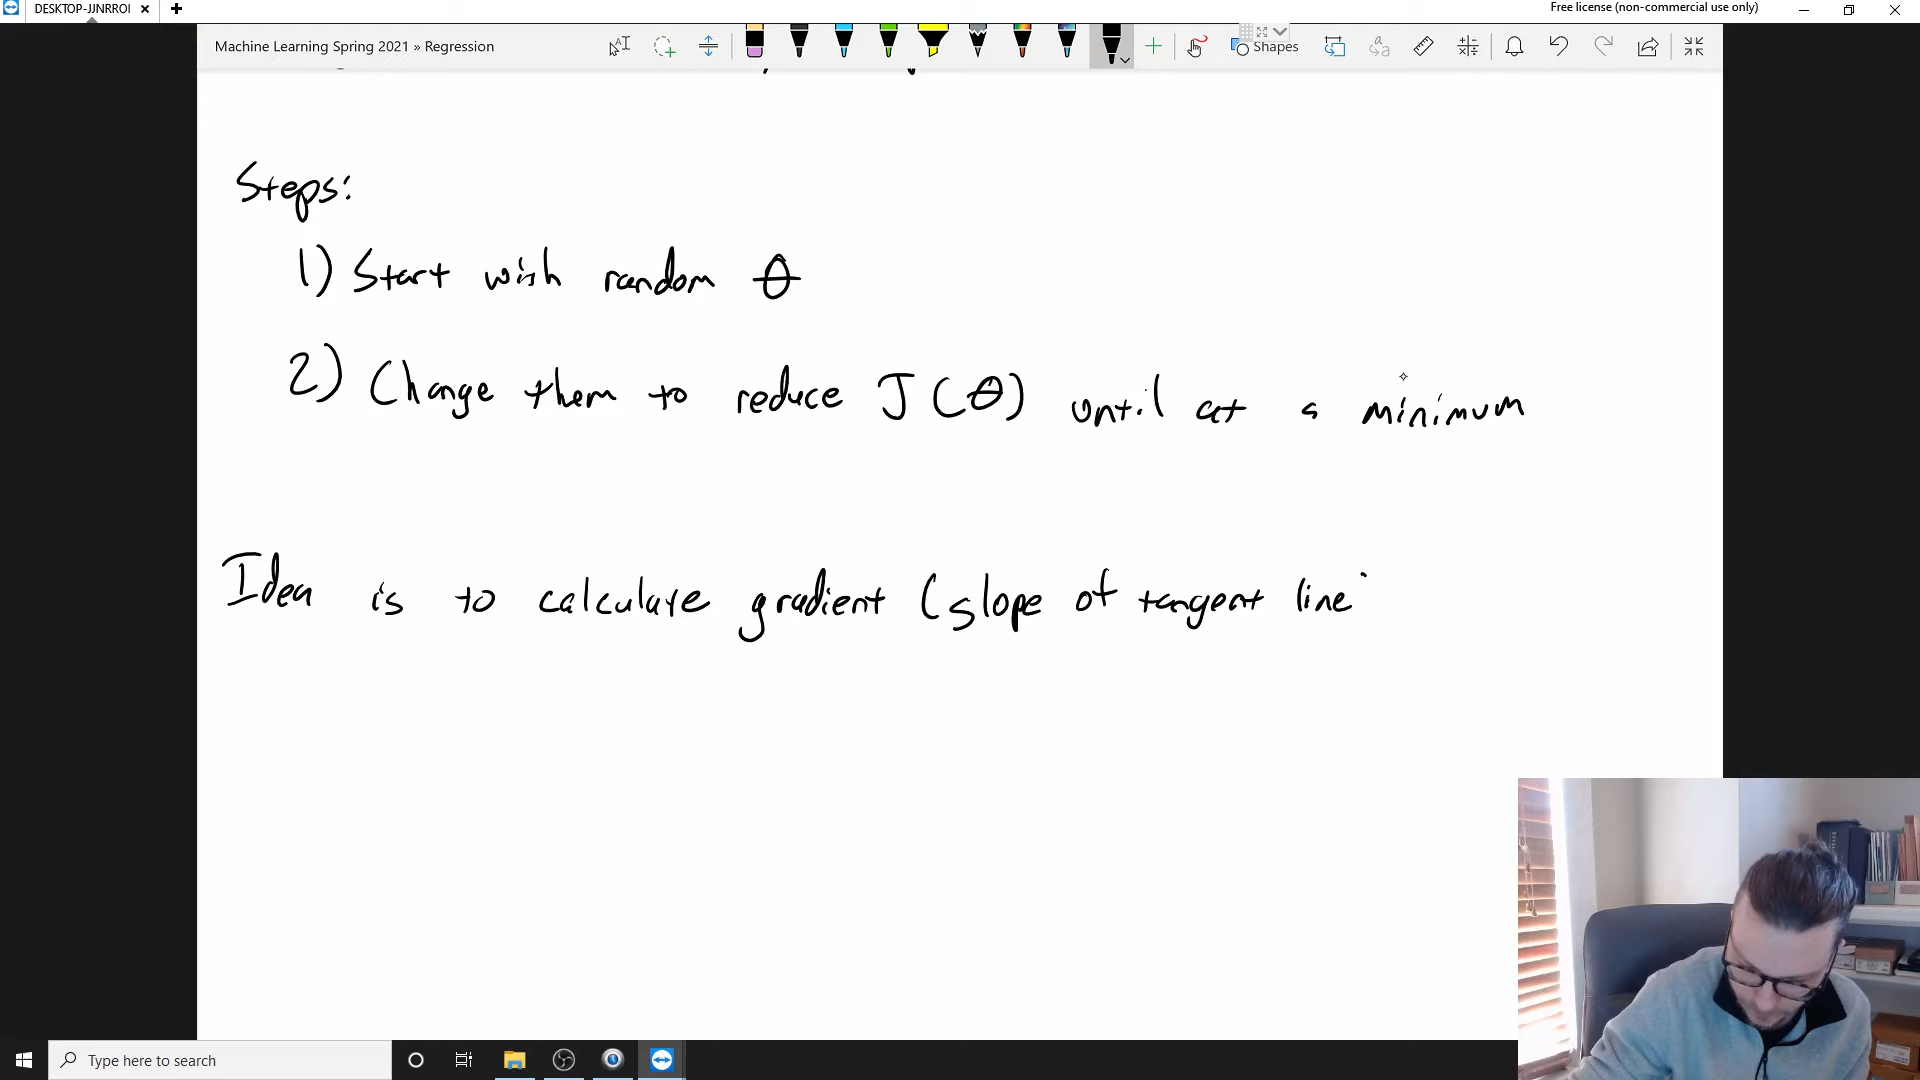 DESKTOP-JJNRROI
Free license (non-commercial use only)
Machine Learning Spring 2021 » Regression
Shapes
Steps:
1) Start with random θ
2) Change them to reduce J(θ) until at a minimum
Idea is to calculate gradient (slope of tangent line
Type here to search